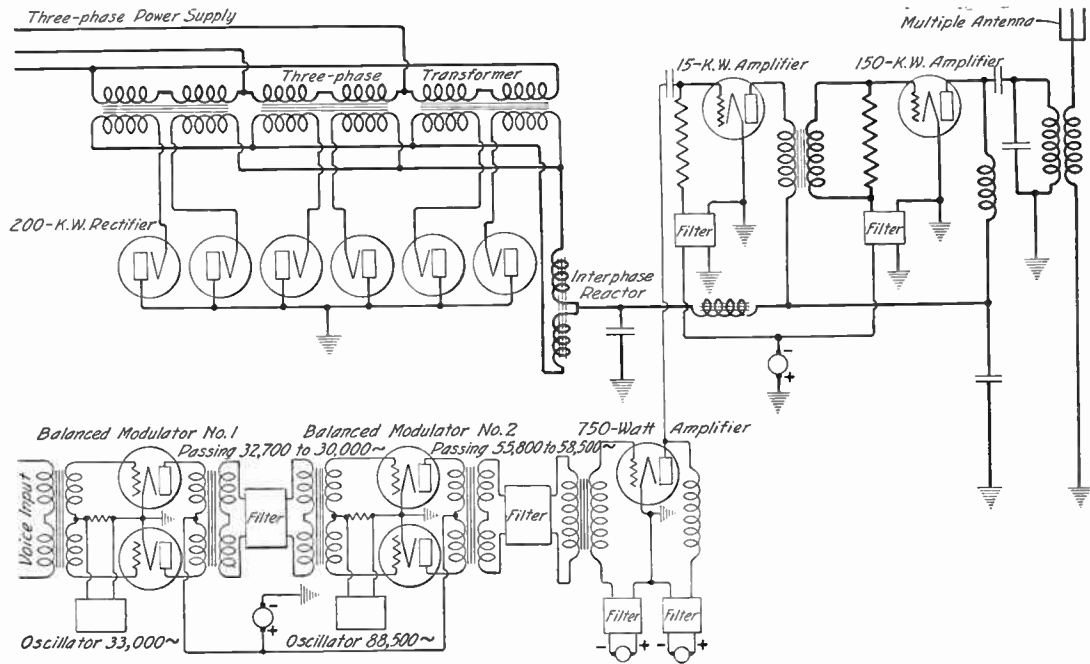 Three-phase Power Supply
Multiple Antenna
Three-phase Transformer
15-K.W. Amplifier
150-K.W. Amplifier
200-K.W. Rectifier
Filter
Filter
Interphase
Reactor
-
+
Balanced Modulator No.1
Balanced Modulator No.2
750-Watt Amplifier
Passing 32,700 to 30,000~
Passing 55,800 to 58,500~
Voice Input
Filter
Filter
-
+
Filter
Filter
- +
- +
Oscillator 33,000~
Oscillator 88,500~